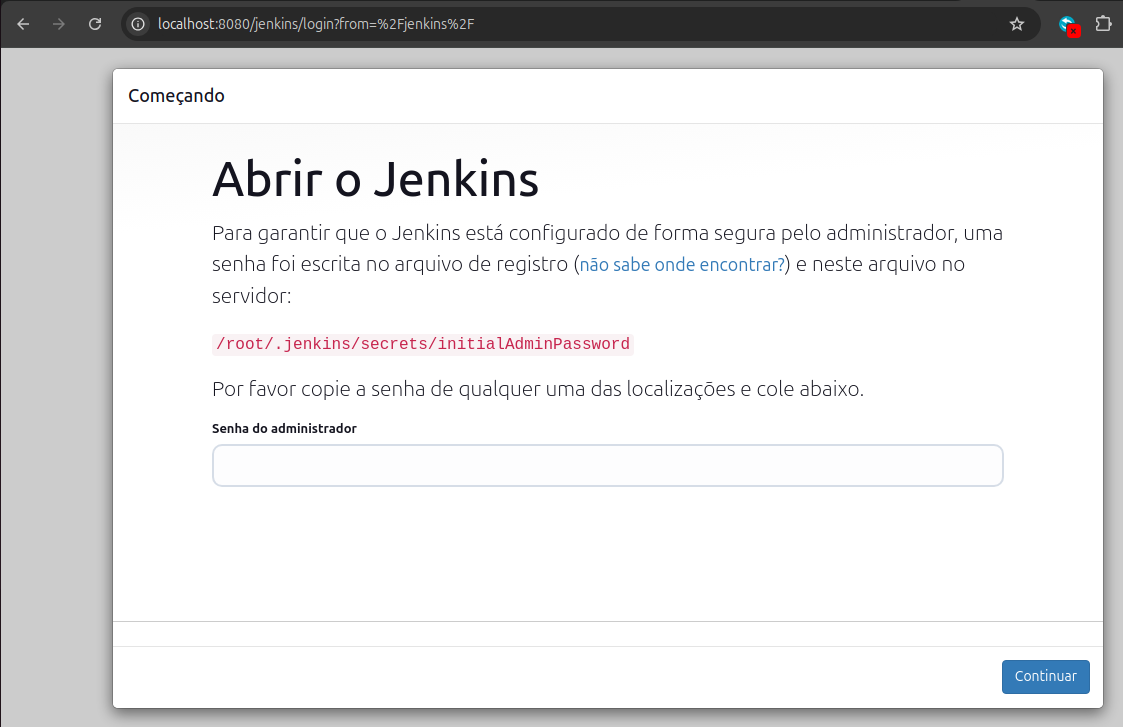 localhost:8080/jenkins/login?from=%2Fjenkins%2F
Começando
Abrir o Jenkins
Para garantir que o Jenkins está configurado de forma segura pelo administrador, uma
senha foi escrita no arquivo de registro (não sabe onde encontrar?) e neste arquivo no
servidor:
/root/.jenkins/secrets/initialAdminPassword
Por favor copie a senha de qualquer uma das localizações e cole abaixo.
Senha do administrador
Continuar